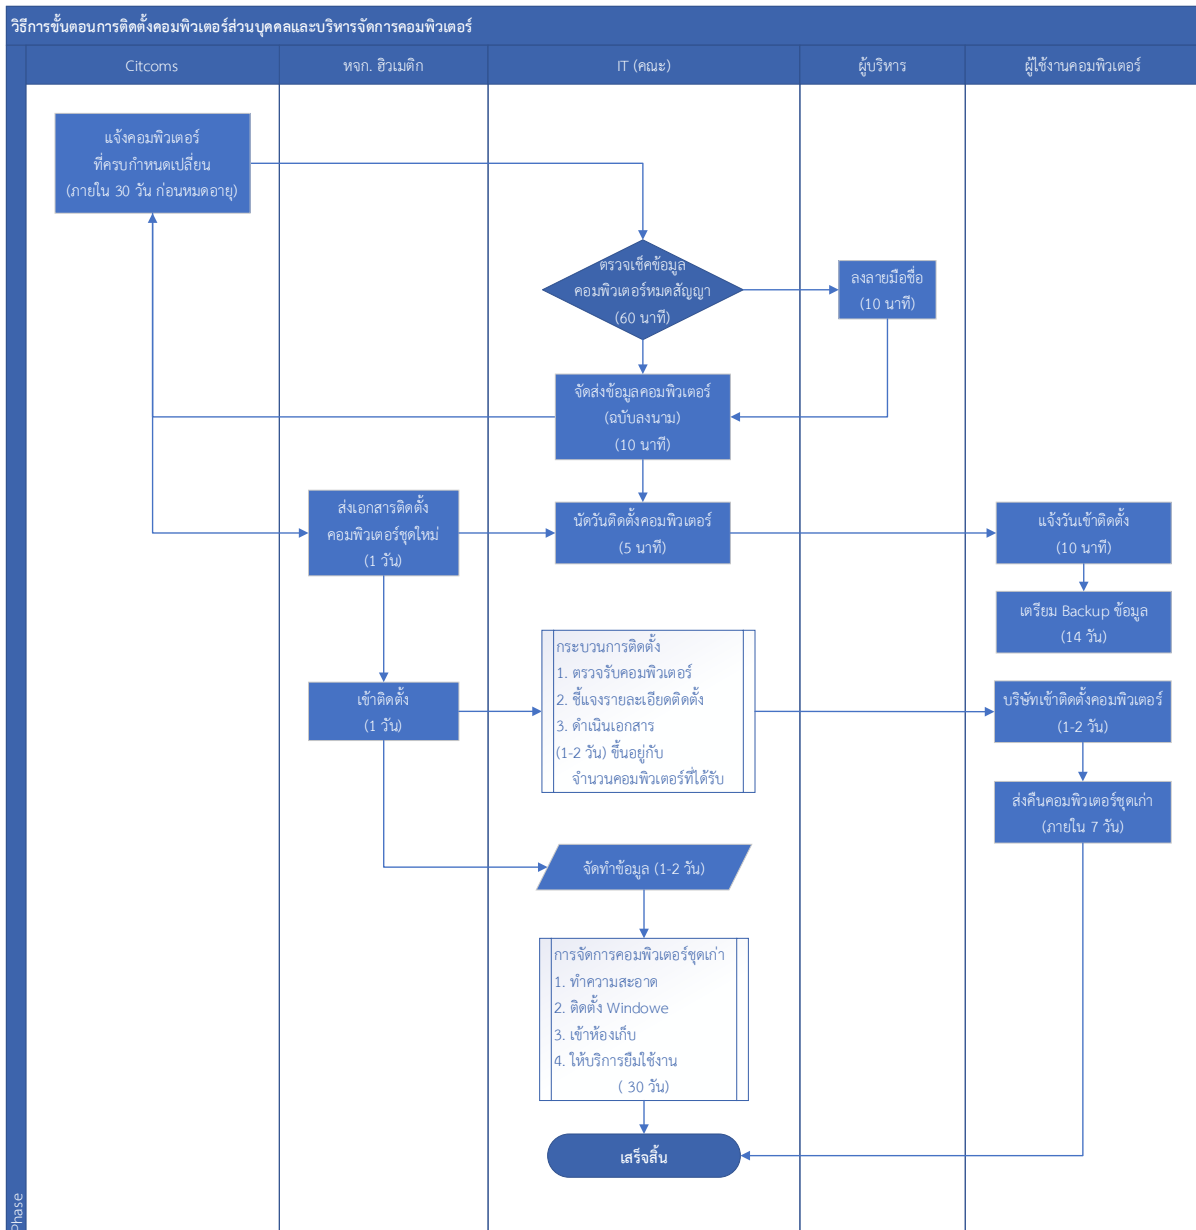 วิธีการขั้นตอนการติดตั้งคอมพิวเตอร์ส่วนบุคคลและบริหารจัดการคอมพิวเตอร์
Citcoms
หจก. ฮิวเมติก
IT (คณะ)
ผู้บริหาร
ผู้ใช้งานคอมพิวเตอร์
แจ้งคอมพิวเตอร์
ที่ครบกำหนดเปลี่ยน
(ภายใน 30 วัน ก่อนหมดอายุ)
ตรวจเช็คข้อมูล
คอมพิวเตอร์หมดสัญญา
(60 นาที)
ลงลายมือชื่อ
(10 นาที)
จัดส่งข้อมูลคอมพิวเตอร์
(ฉบับลงนาม)
(10 นาที)
ส่งเอกสารติดตั้ง
คอมพิวเตอร์ชุดใหม่
(1 วัน)
นัดวันติดตั้งคอมพิวเตอร์
(5 นาที)
แจ้งวันเข้าติดตั้ง
(10 นาที)
เตรียม Backup ข้อมูล
(14 วัน)
เข้าติดตั้ง
(1 วัน)
กระบวนการติดตั้ง
1. ตรวจรับคอมพิวเตอร์
2. ชี้แจงรายละเอียดติดตั้ง
3. ดำเนินเอกสาร
(1-2 วัน) ขึ้นอยู่กับ
จำนวนคอมพิวเตอร์ที่ได้รับ
บริษัทเข้าติดตั้งคอมพิวเตอร์
(1-2 วัน)
ส่งคืนคอมพิวเตอร์ชุดเก่า
(ภายใน 7 วัน)
จัดทำข้อมูล (1-2 วัน)
การจัดการคอมพิวเตอร์ชุดเก่า
1. ทำความสะอาด
2. ติดตั้ง Windowe
3. เข้าห้องเก็บ
4. ให้บริการยืมใช้งาน
( 30 วัน)
เสร็จสิ้น
Phase